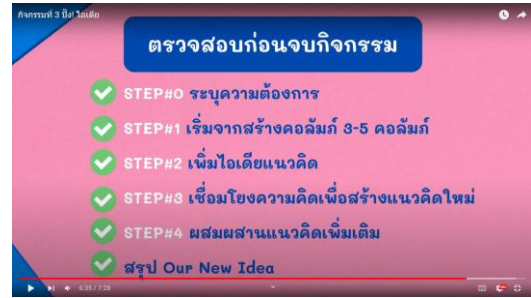 กิจกรรมที่ 3 ปิ๊ง! ไอเดีย
ตรวจสอบก่อนจบกิจกรรม
STEP#0 ระบุความต้องการ
STEP#1 เริ่มจากสร้างคอลัมภ์ 3-5 คอลัมภ์
STEP#2 เพิ่มไอเดียแนวคิด
STEP#3 เชื่อมโยงความคิดเพื่อสร้างแนวคิดใหม่
STEP#4 ผสมผสานแนวคิดเพิ่มเติม
สรุป Our New Idea
6:35 / 7:28